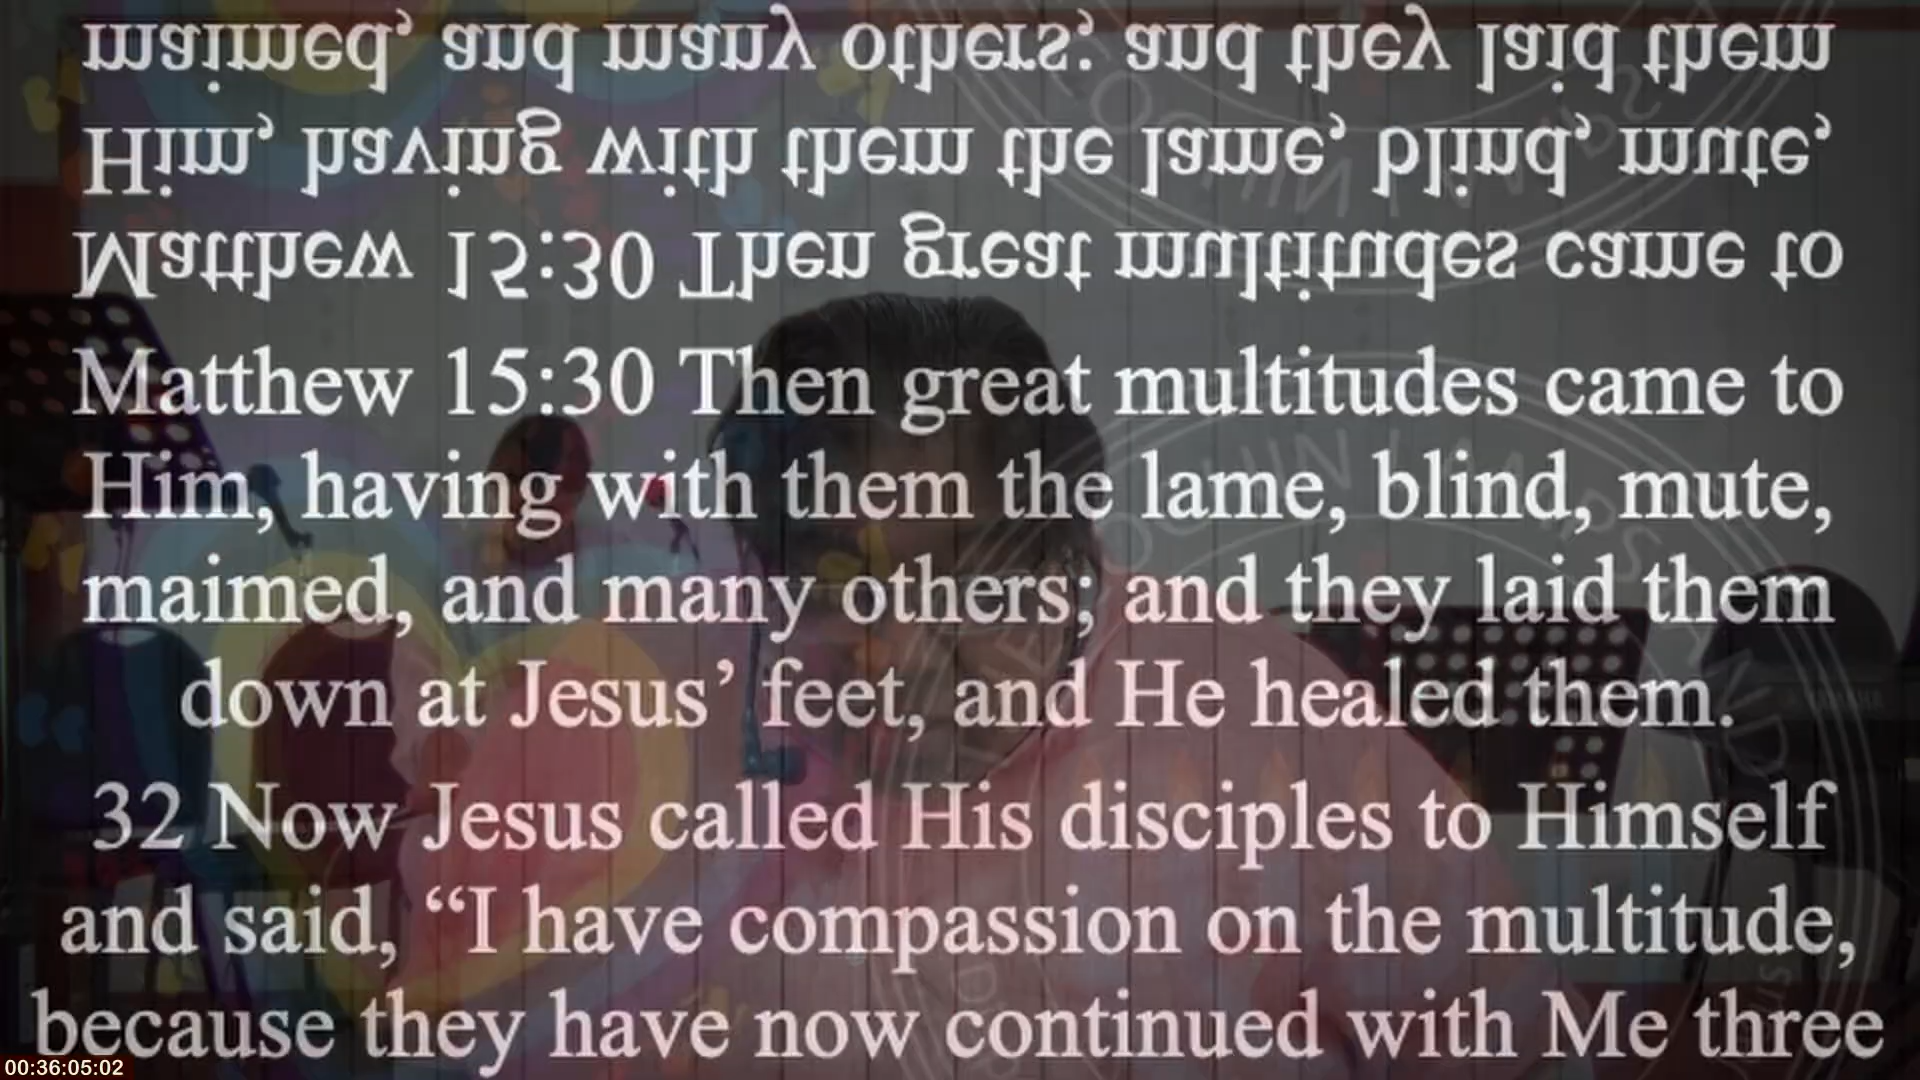 maimed, and many others; and they laid them
Him, having with them the lame, blind, mute,
Matthew 15:30 Then great multitudes came to
Matthew 15:30 Then great multitudes came to
Him, having with them the lame, blind, mute,
maimed, and many others; and they laid them
down at Jesus’ feet, and He healed them.
32 Now Jesus called His disciples to Himself
and said, “I have compassion on the multitude,
because they have now continued with Me three
00:36:05:02